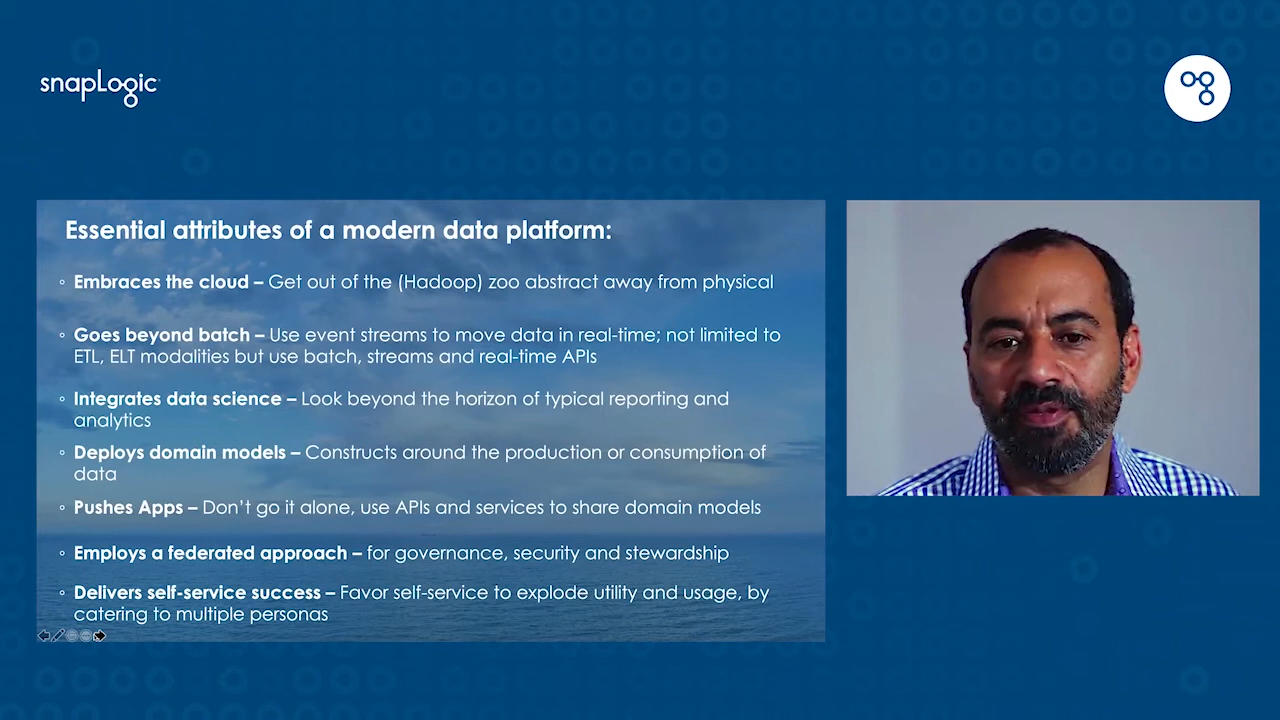 snapLogic
Essential attributes of a modern data platform:
◦ Embraces the cloud – Get out of the (Hadoop) zoo abstract away from physical
◦ Goes beyond batch – Use event streams to move data in real-time; not limited to
ETL, ELT modalities but use batch, streams and real-time APIs
◦ Integrates data science – Look beyond the horizon of typical reporting and
analytics
◦ Deploys domain models – Constructs around the production or consumption of
data
◦ Pushes Apps – Don’t go it alone, use APIs and services to share domain models
◦ Employs a federated approach – for governance, security and stewardship
◦ Delivers self-service success – Favor self-service to explode utility and usage, by
catering to multiple personas